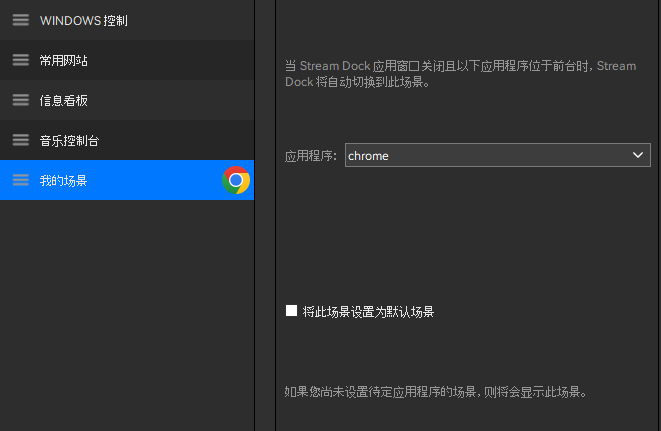 WINDOWS 控制
常用网站
信息看板
音乐控制台
我的场景
当 Stream Dock 应用窗口关闭且以下应用程序位于前台时, Stream
Dock 将自动切换到此场景。
应用程序:
chrome
将此场景设置为默认场景
如果您尚未设置待定应用程序的场景, 则将会显示此场景。